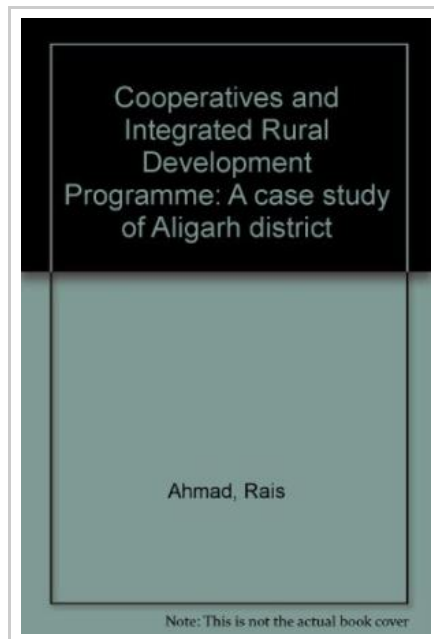 Cooperatives and
Integrated Rural
Development
Programme: A case study
of Aligarh district
Ahmad, Rais
Note: This is not the actual book cover